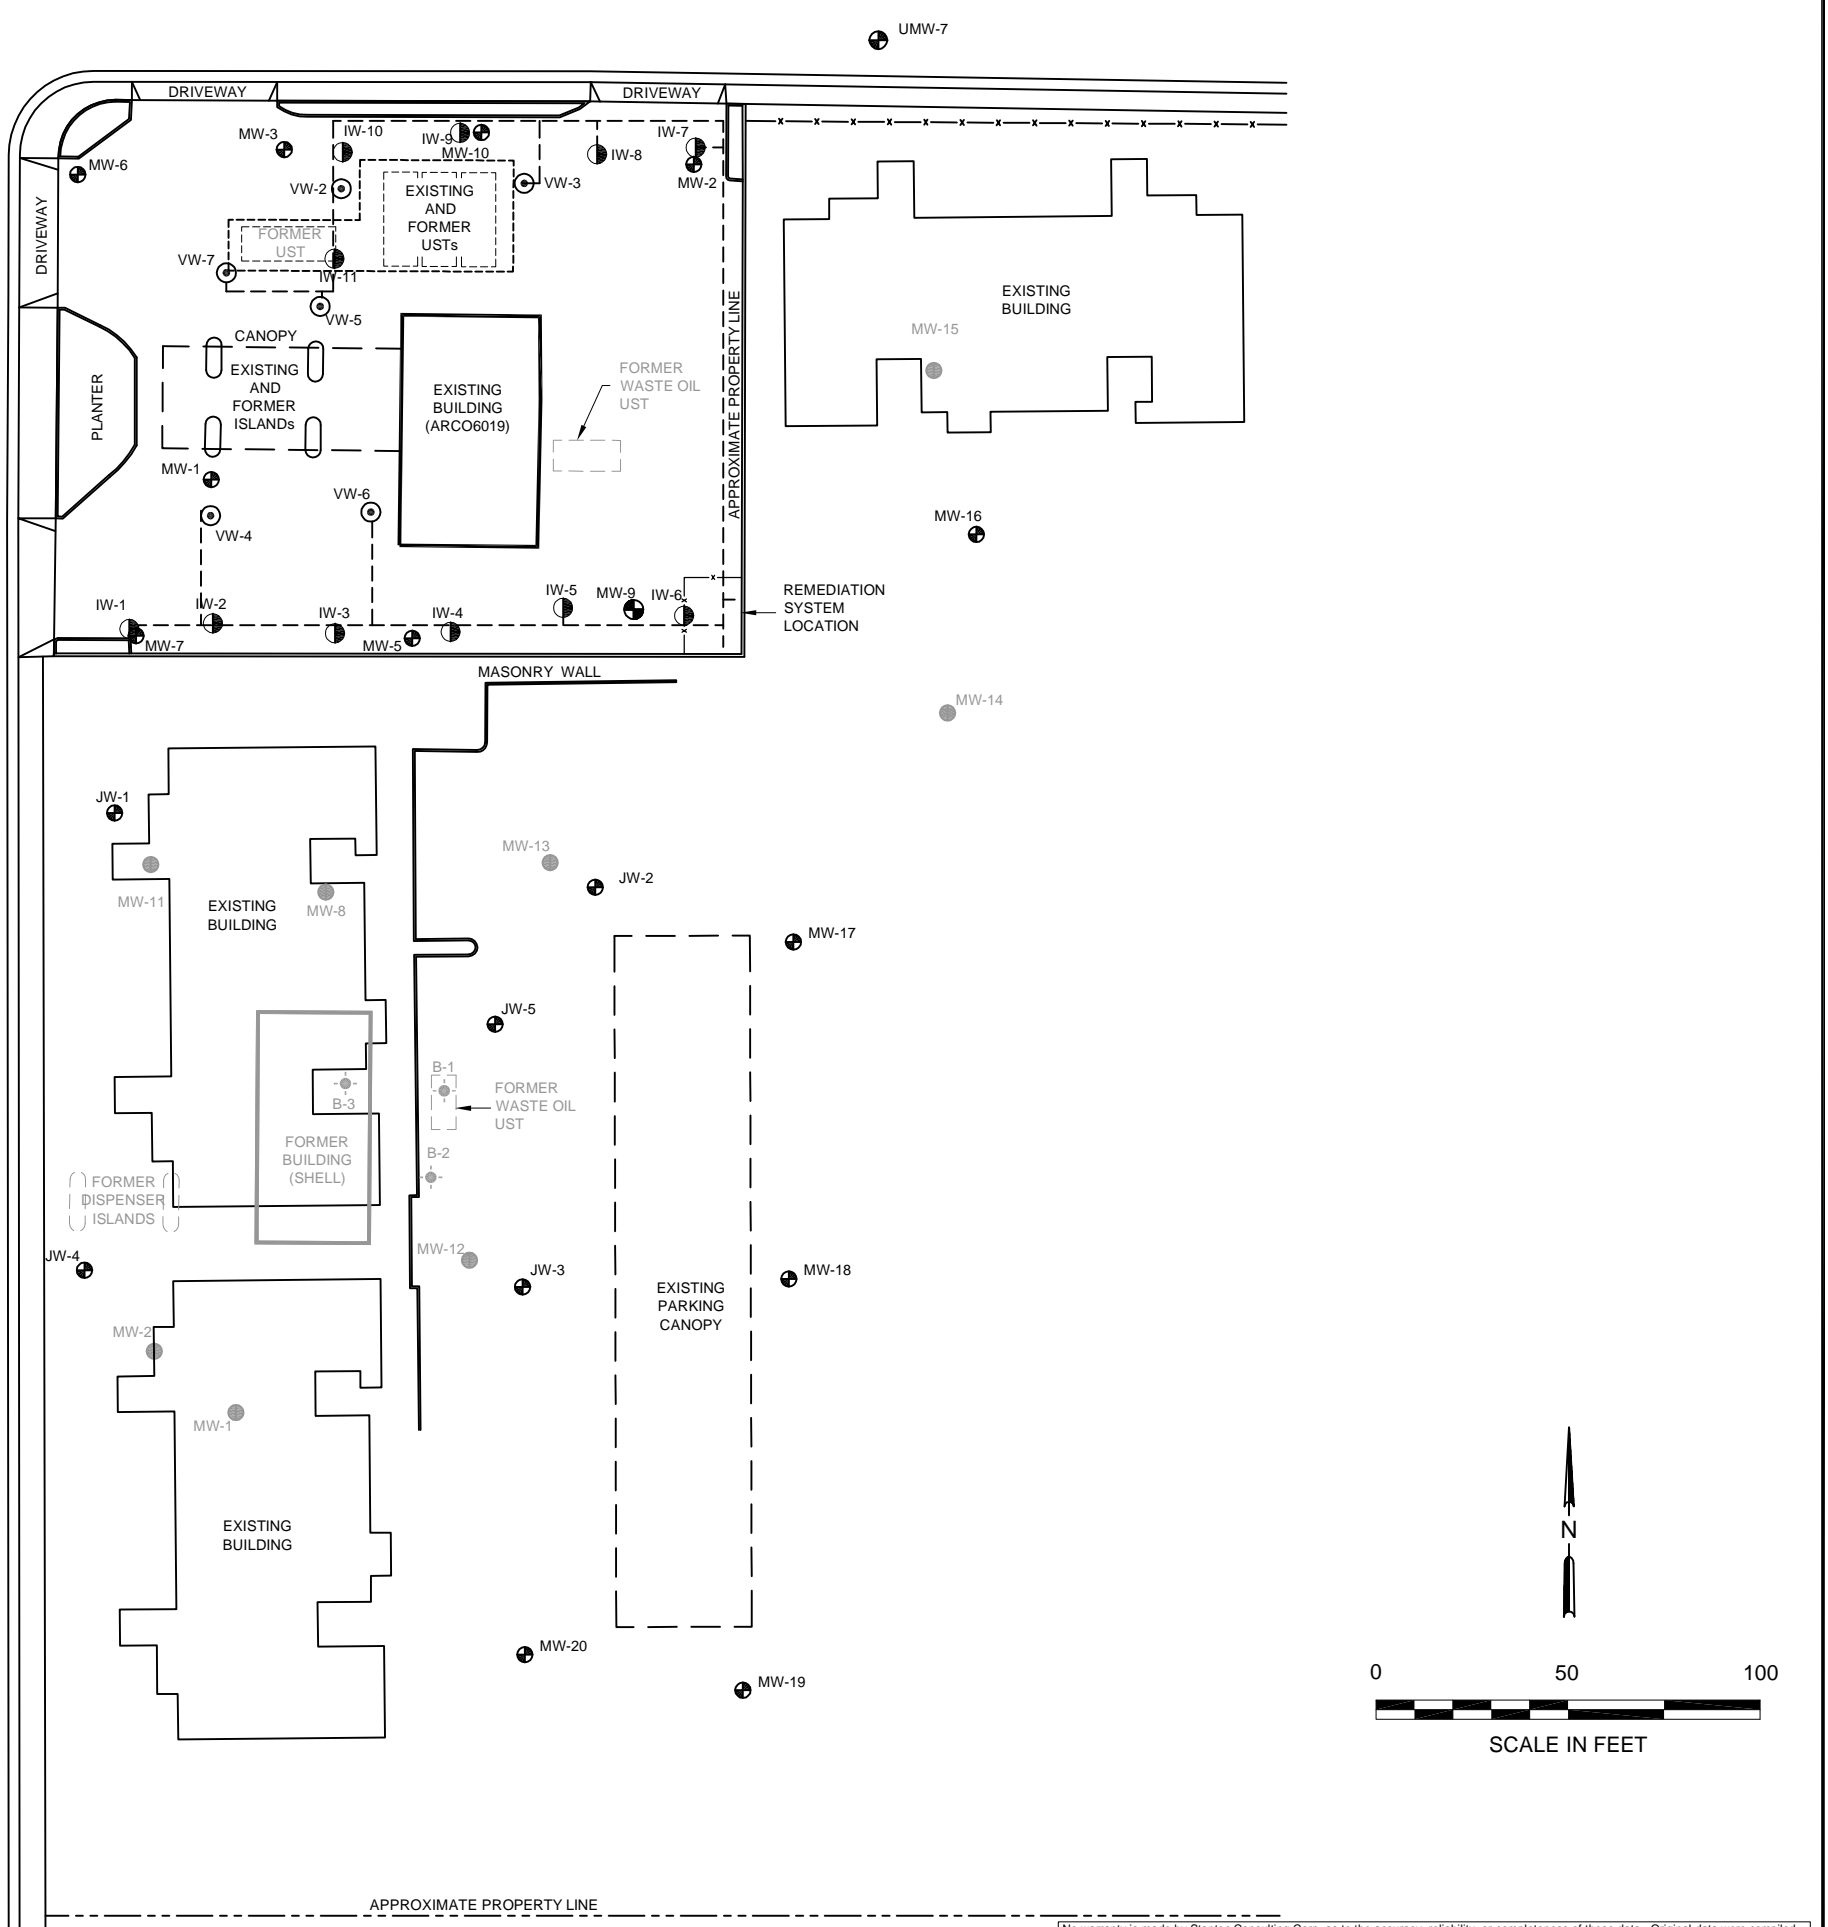 UMW-7
DRIVEWAY
DRIVEWAY
MW-3
IW-10
IW-9
MW-10
IW-8
IW-7
MW-2
MW-6
VW-2
VW-3
EXISTING
AND
FORMER
USTs
FORMER
UST
VW-7
IW-11
VW-5
DRIVEWAY
CANOPY
EXISTING
AND
FORMER
ISLANDs
PLANTER
EXISTING
BUILDING
(ARCO6019)
FORMER
WASTE OIL
UST
APPROXIMATE PROPERTY LINE
EXISTING
BUILDING
MW-15
MW-1
VW-6
VW-4
MW-16
IW-1
IW-2
IW-3
IW-4
IW-5
MW-9
IW-6
MW-7
MW-5
REMEDIATION
SYSTEM
LOCATION
MASONRY WALL
MW-14
JW-1
MW-13
JW-2
MW-11
MW-8
EXISTING
BUILDING
MW-17
JW-5
B-1
FORMER
WASTE OIL
UST
B-3
B-2
FORMER
BUILDING
(SHELL)
FORMER
DISPENSER
ISLANDS
MW-12
JW-4
JW-3
MW-18
EXISTING
PARKING
CANOPY
MW-2
MW-1
EXISTING
BUILDING
N
MW-20
MW-19
0 50 100
SCALE IN FEET
APPROXIMATE PROPERTY LINE